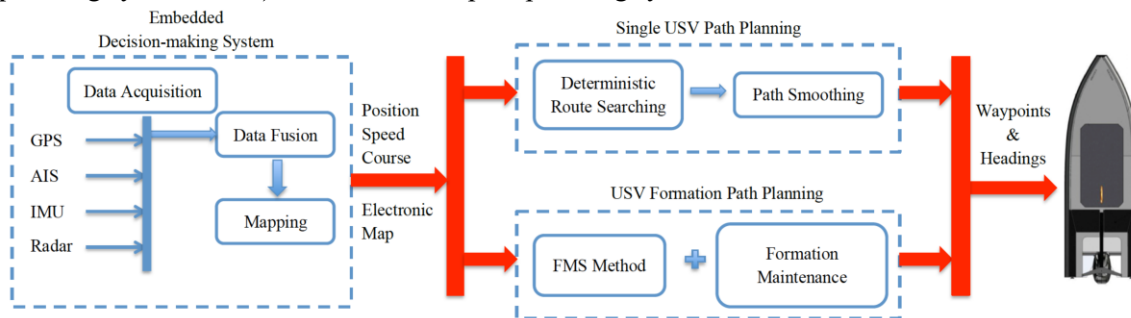 Embedded
Decision-making System
Data Acquisition
GPS
AIS
IMU
Radar
Data Fusion
Mapping
Position
Speed
Course
Electronic
Map
Single USV Path Planning
Deterministic
Route Searching
Path Smoothing
USV Formation Path Planning
FMS Method
Formation
Maintenance
Waypoints
&
Headings